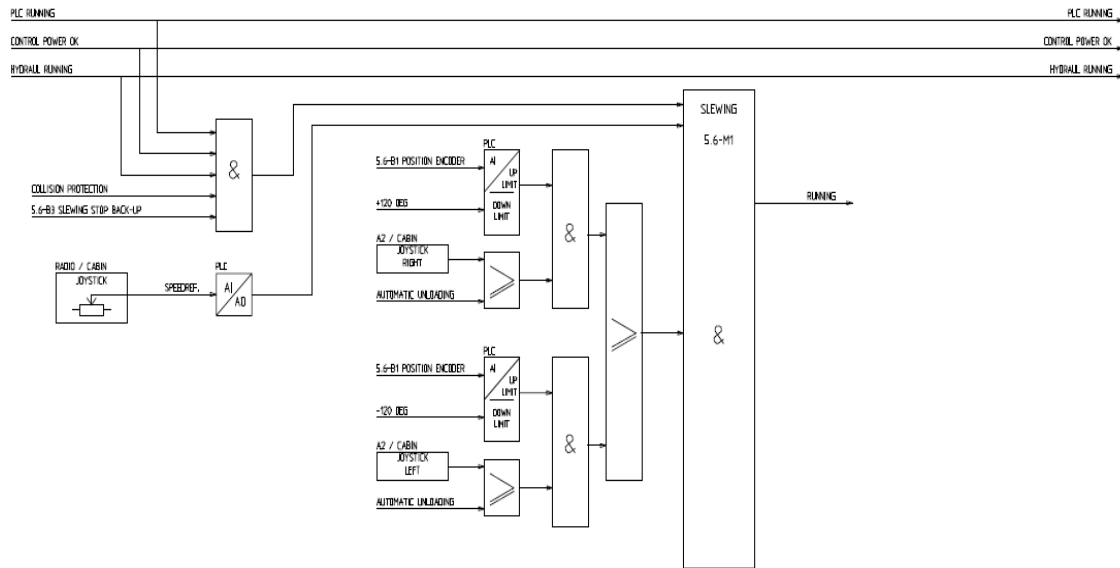 PLC RUNNING
PLC RUNNING
CONTROL POWER OK
CONTROL POWER OK
HYDRAUL RUNNING
HYDRAUL RUNNING
&
COLLISION PROTECTION
5.6-B3 SLEWING STOP BACK-UP
RADIO / CABIN
JOYSTICK
SPEEDREF.
PLC
AI
AO
5.6-B1 POSITION ENCODER
+120 DEG
PLC
AI
UP
LIMIT
DOWN
LIMIT
A2 / CABIN
JOYSTICK
RIGHT
AUTOMATIC UNLOADING
≥
&
5.6-B1 POSITION ENCODER
-120 DEG
PLC
AI
UP
LIMIT
DOWN
LIMIT
A2 / CABIN
JOYSTICK
LEFT
AUTOMATIC UNLOADING
≥
&
≥
SLEWING
5.6-M1
&
RUNNING